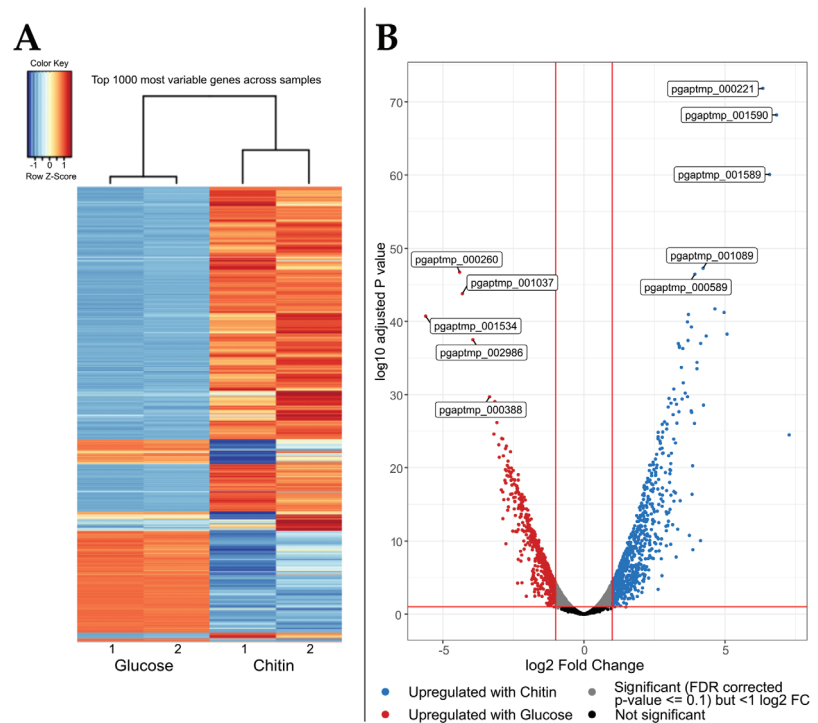 A
Color Key
-1 0 1
Row Z-Score
Top 1000 most variable genes across samples
1 2 1 2
Glucose Chitin
B
log10 adjusted P value
70
60
50
40
30
20
10
0
pgaptmp_000221
pgaptmp_001590
pgaptmp_001589
pgaptmp_001089
pgaptmp_000589
pgaptmp_000260
pgaptmp_001037
pgaptmp_001534
pgaptmp_002986
pgaptmp_000388
-5 0 5
log2 Fold Change
Upregulated with Chitin
Upregulated with Glucose
Significant (FDR corrected
p-value <= 0.1) but <1 log2 FC
Not significant